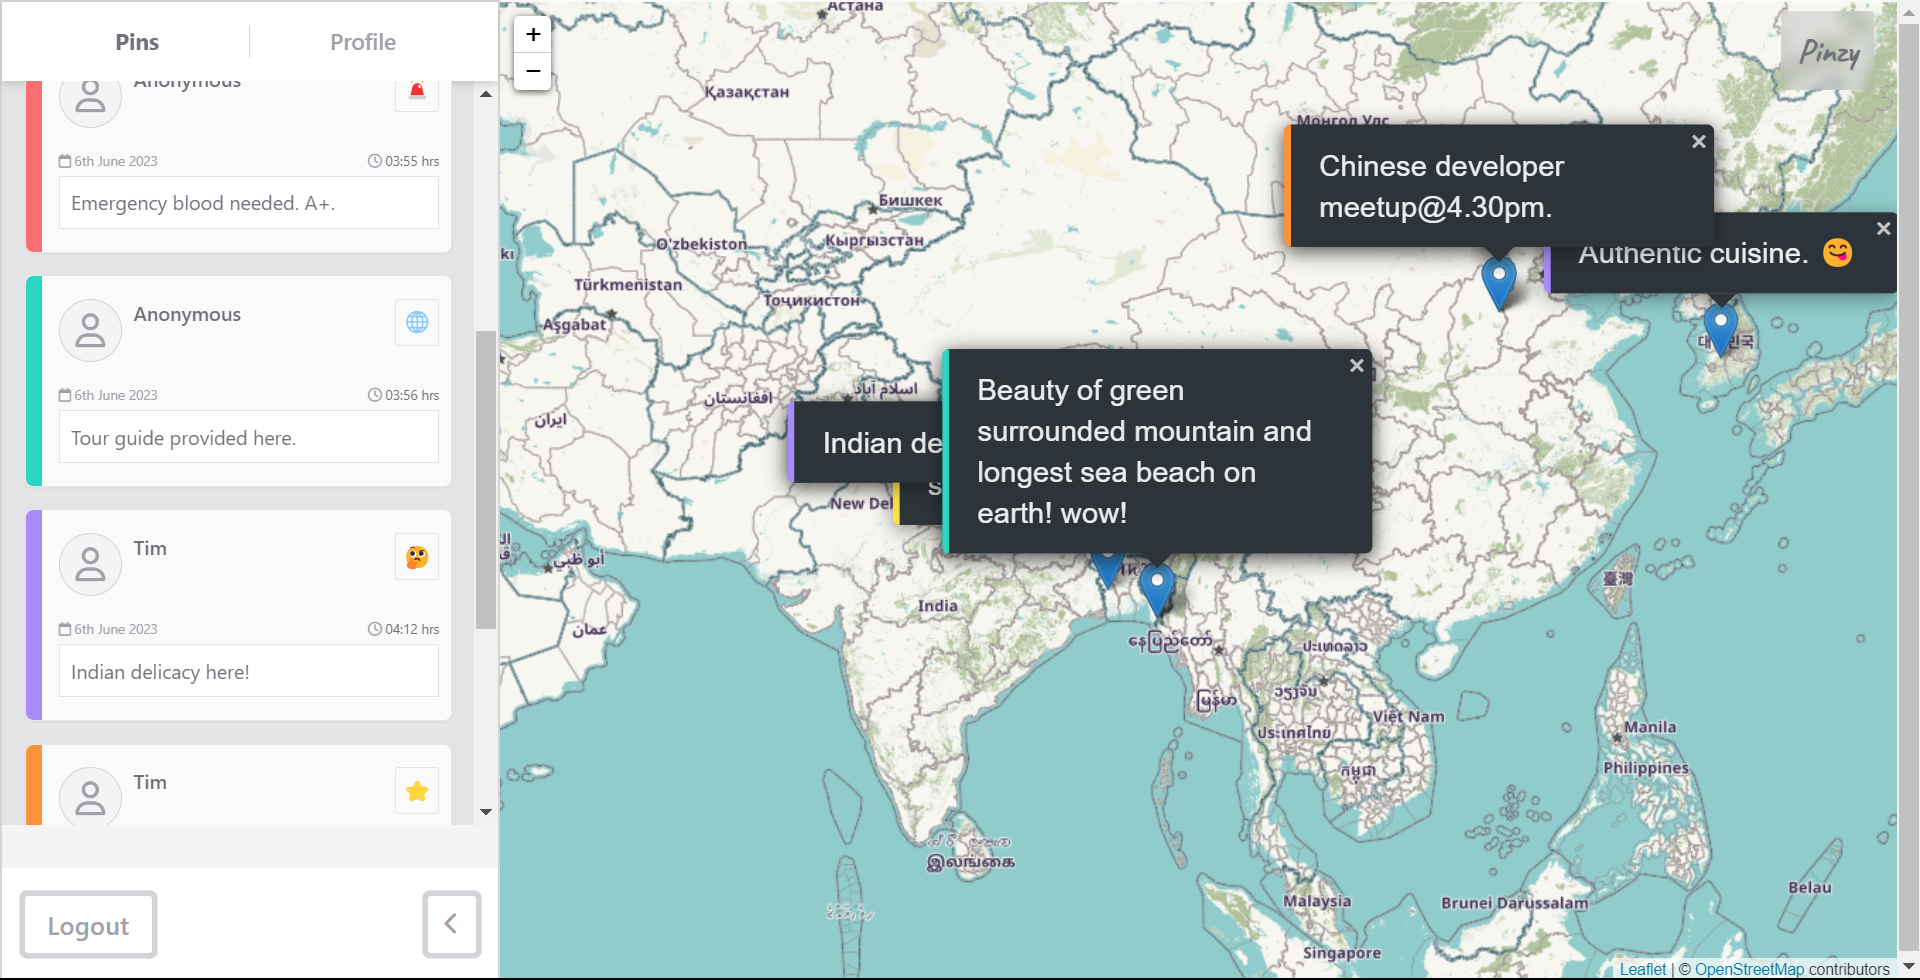 Pins
Profile
Anonymous
6th June 2023
03:55 hrs
Emergency blood needed. A+.
Anonymous
6th June 2023
03:56 hrs
Tour guide provided here.
Tim
6th June 2023
04:12 hrs
Indian delicacy here!
Tim
Logout
+
−
Pinzy
Астана
Қазақстан
Монгол Улс
Chinese developer
meetup@4.30pm.
×
Authentic cuisine. 😋
×
Бишкек
Кыргызстан
O'zbekiston
Türkmenistan
Тоҷикистон
Aşgabat
대한민국
اسلام آباد
افغانستان
ایران
Beauty of green
surrounded mountain and
longest sea beach on
earth! wow!
×
Indian de
s
New Del
أبو ظبي
عمان
India
နေပြည်တော်
မြန်မာ
ປະເທດລາວ
ວຽງຈັນ
ประเทศไทย
Việt Nam
កម្ពុជា
臺灣
Manila
Philippines
இலங்கை
Malaysia
Singapore
Brunei Darussalam
Belau
Leaflet | © OpenStreetMap contributors